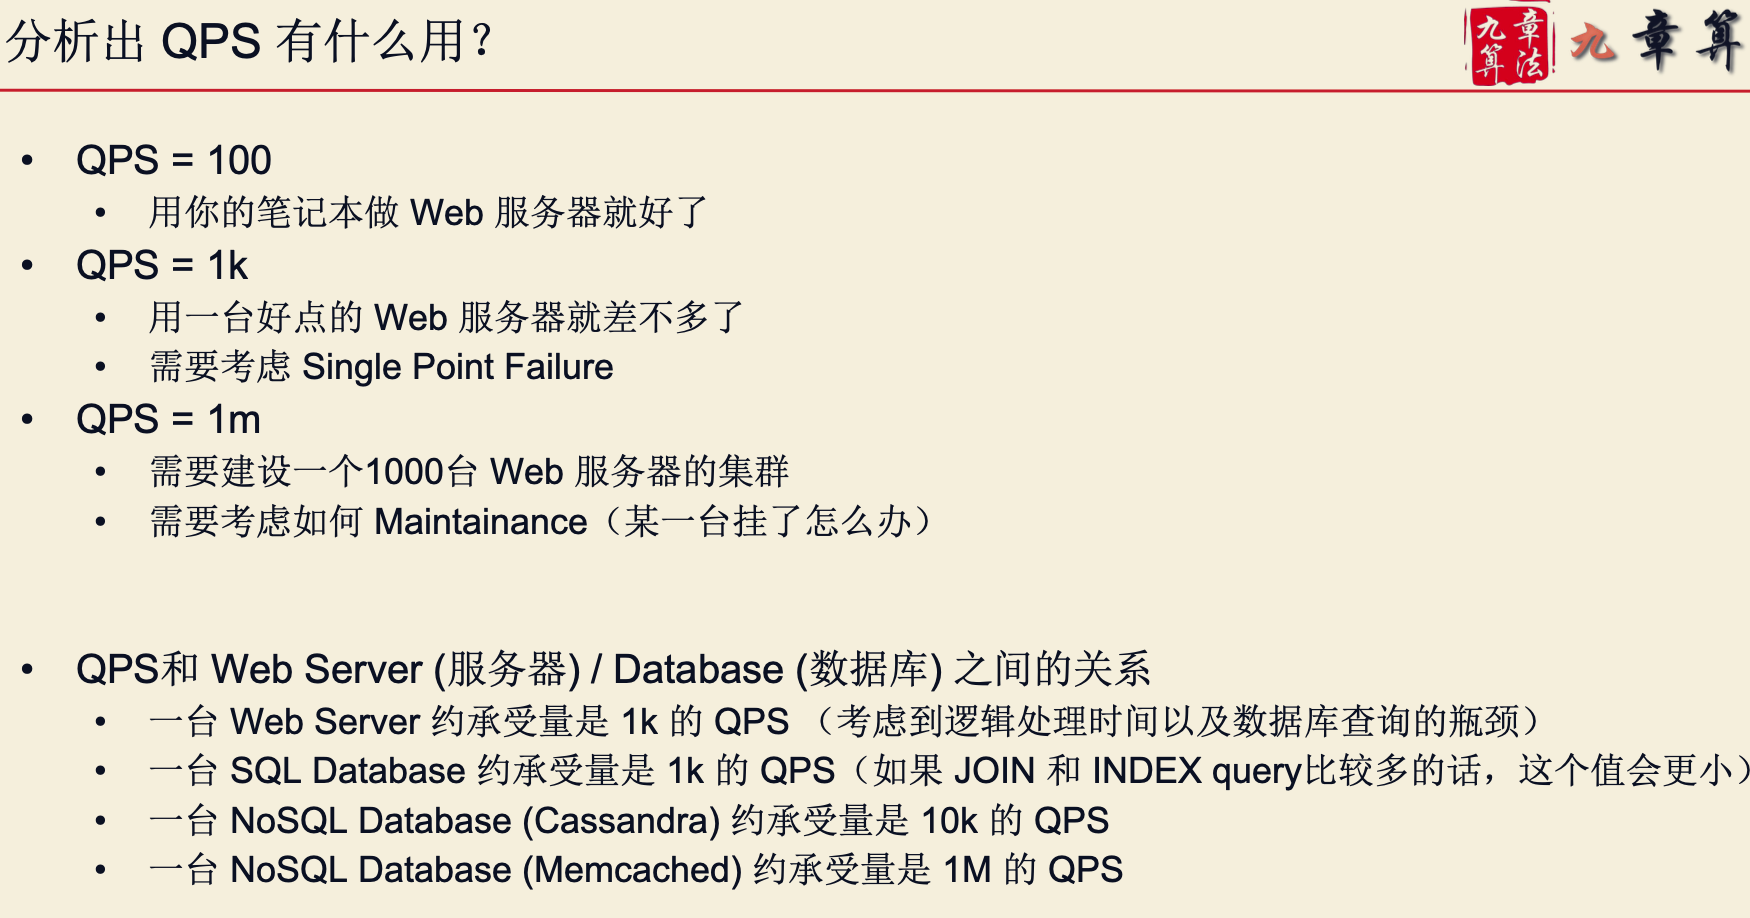 分析出 QPS 有什么用？
九章算法
九章算
• QPS = 100
• 用你的笔记本做 Web 服务器就好了
• QPS = 1k
• 用一台好点的 Web 服务器就差不多了
• 需要考虑 Single Point Failure
• QPS = 1m
• 需要建设一个1000台 Web 服务器的集群
• 需要考虑如何 Maintainance（某一台挂了怎么办）
• QPS和 Web Server (服务器) / Database (数据库) 之间的关系
• 一台 Web Server 约承受量是 1k 的 QPS （考虑到逻辑处理时间以及数据库查询的瓶颈）
• 一台 SQL Database 约承受量是 1k 的 QPS（如果 JOIN 和 INDEX query比较多的话，这个值会更小）
• 一台 NoSQL Database (Cassandra) 约承受量是 10k 的 QPS
• 一台 NoSQL Database (Memcached) 约承受量是 1M 的 QPS